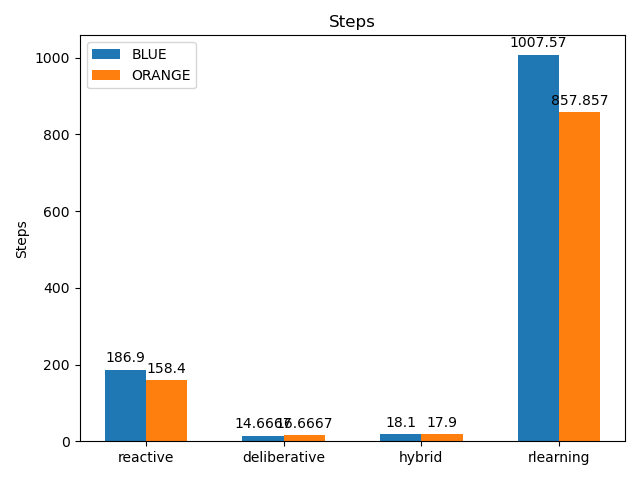 Steps
BLUE
ORANGE
1007.57
857.857
186.9
158.4
14.6667
16.6667
18.1
17.9
Steps
1000
800
600
400
200
0
reactive
deliberative
hybrid
rlearning